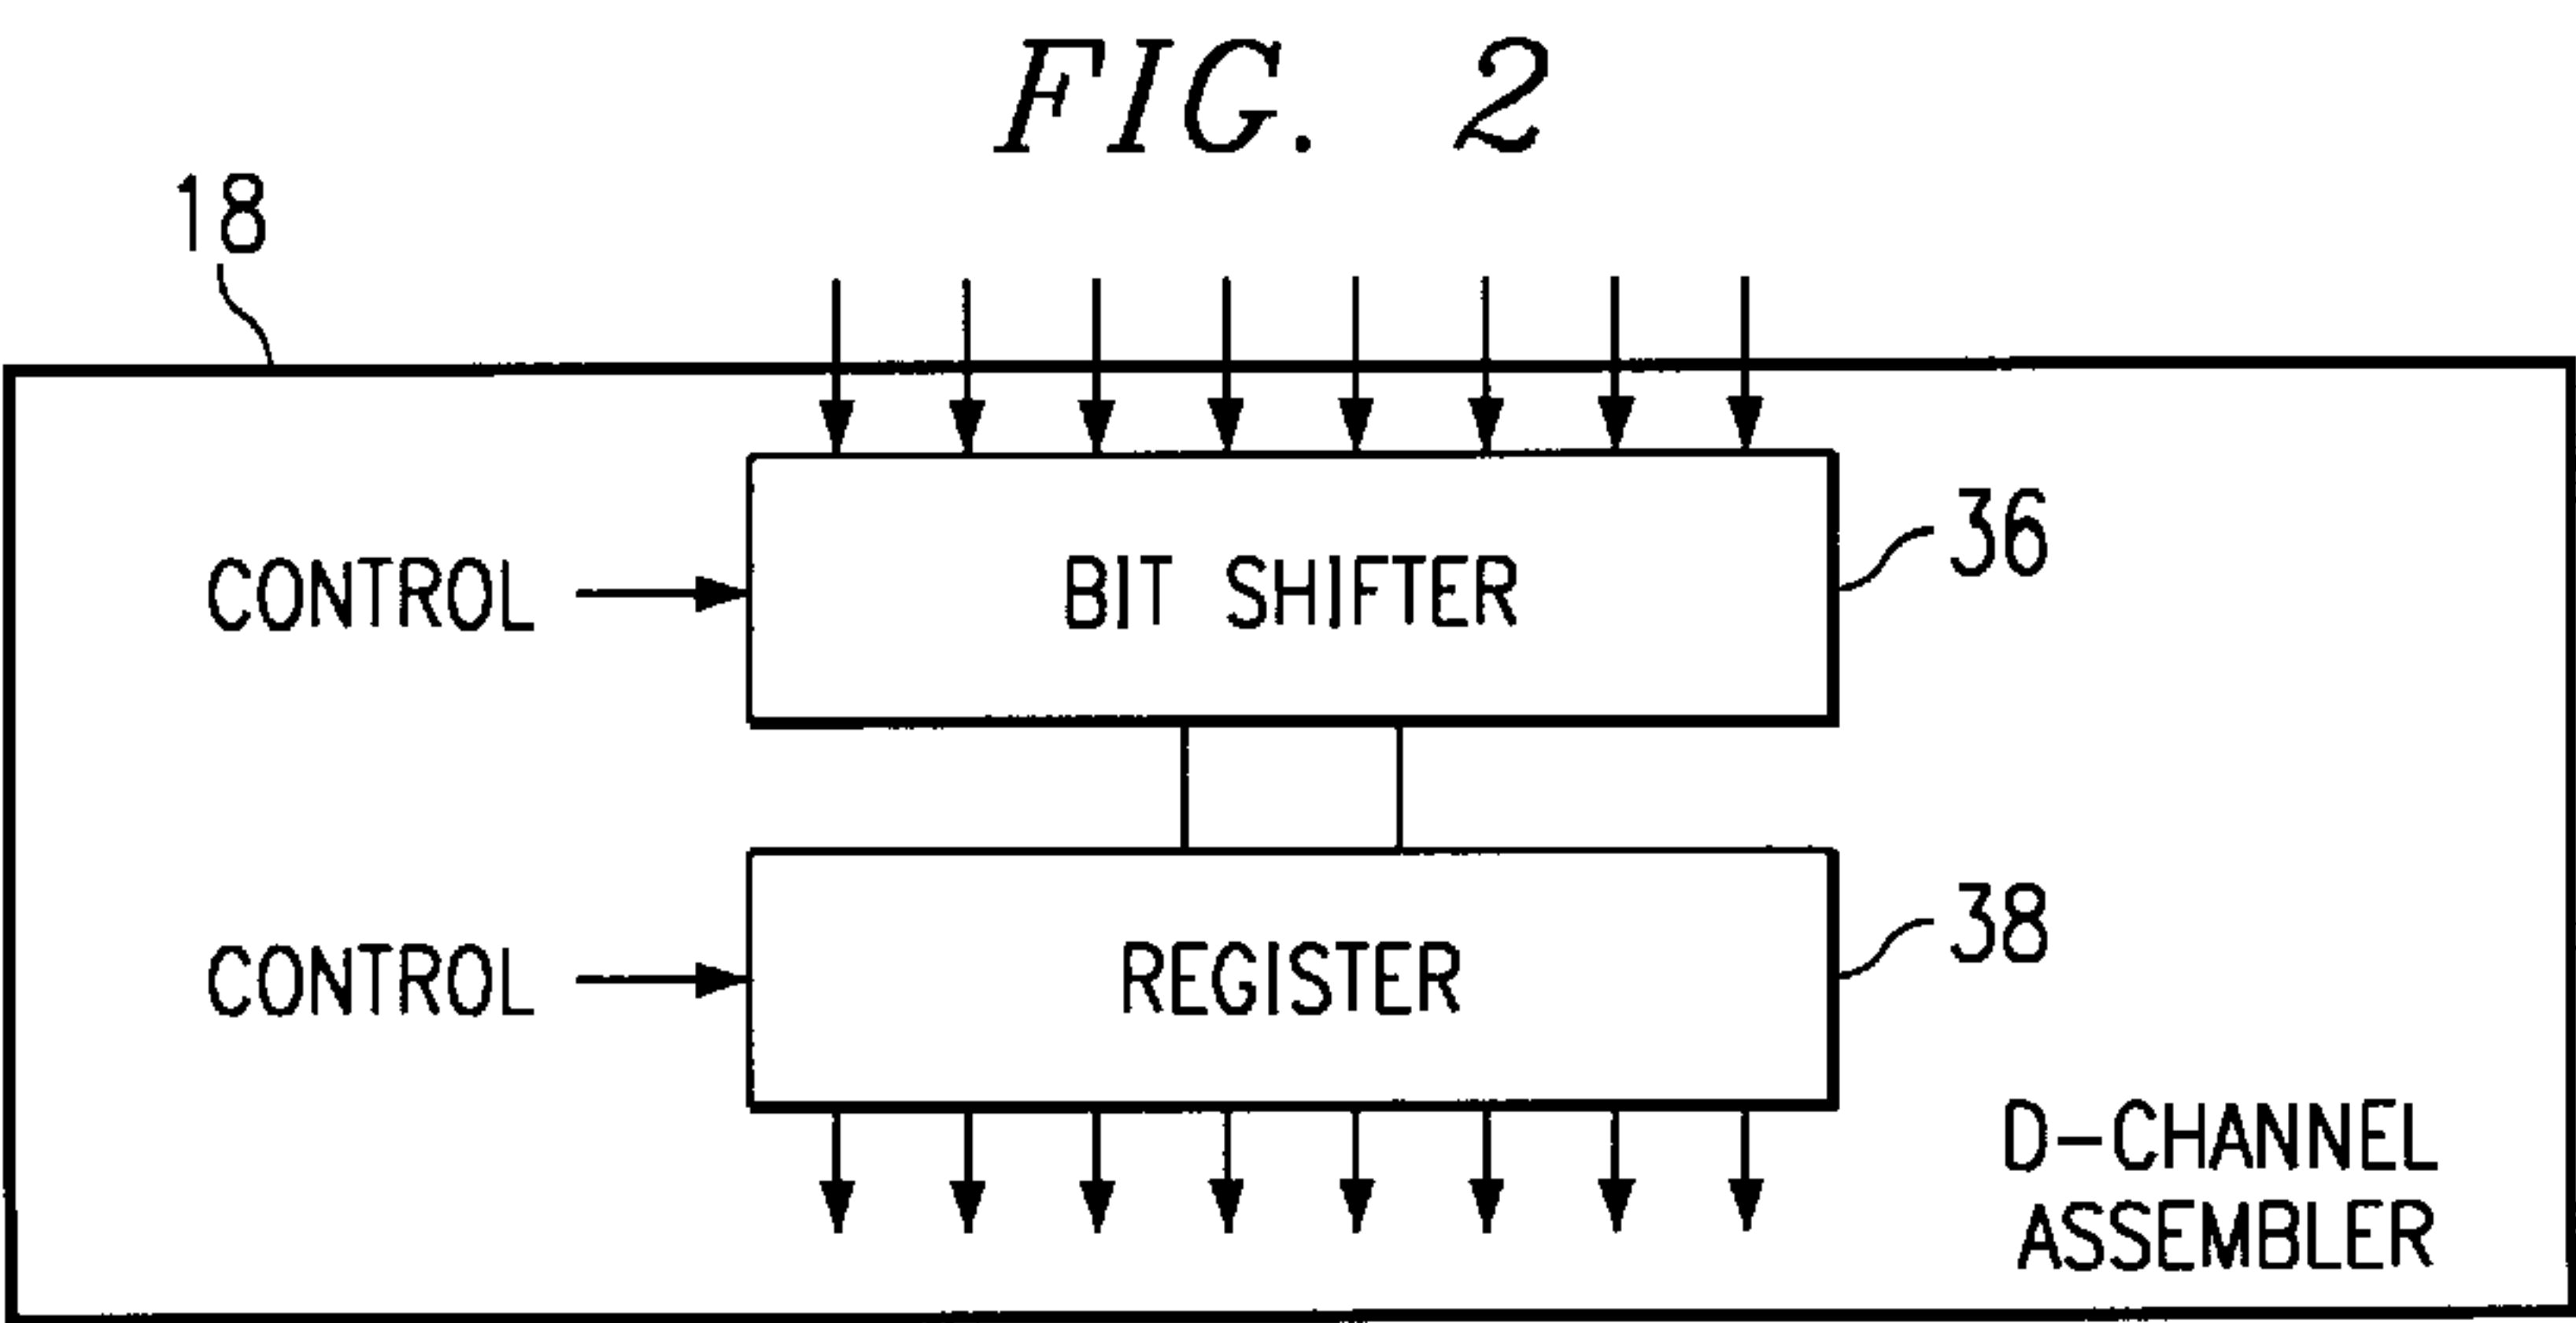 FIG. 2
18
CONTROL
BIT SHIFTER
36
CONTROL
REGISTER
38
D-CHANNEL
ASSEMBLER